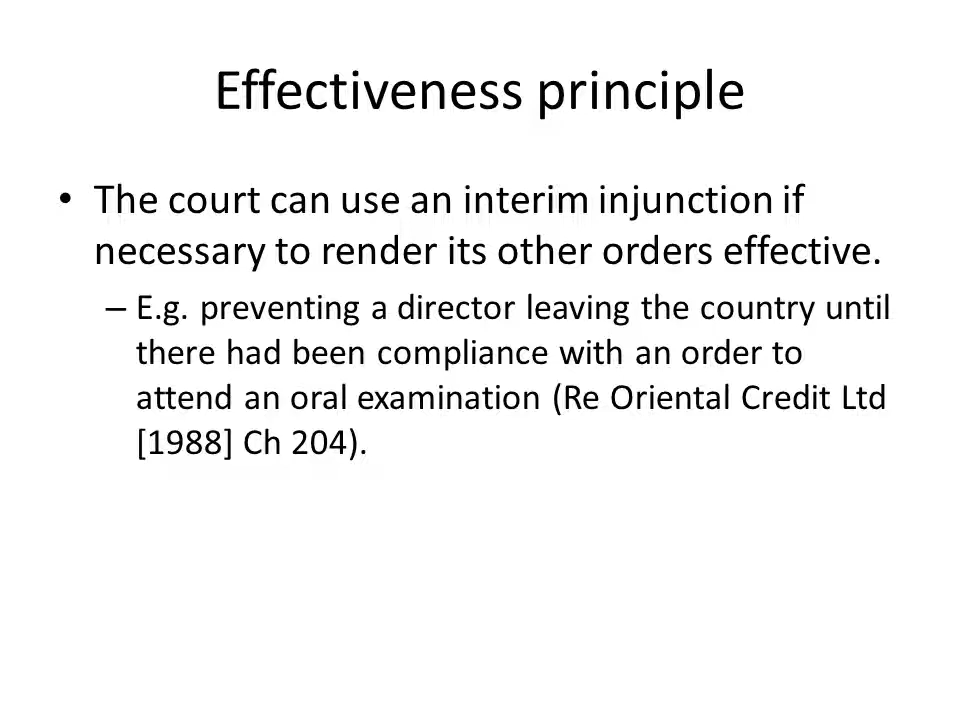 Effectiveness principle
• The court can use an interim injunction if
necessary to render its other orders effective.
– E.g. preventing a director leaving the country until
there had been compliance with an order to
attend an oral examination (Re Oriental Credit Ltd
[1988] Ch 204).